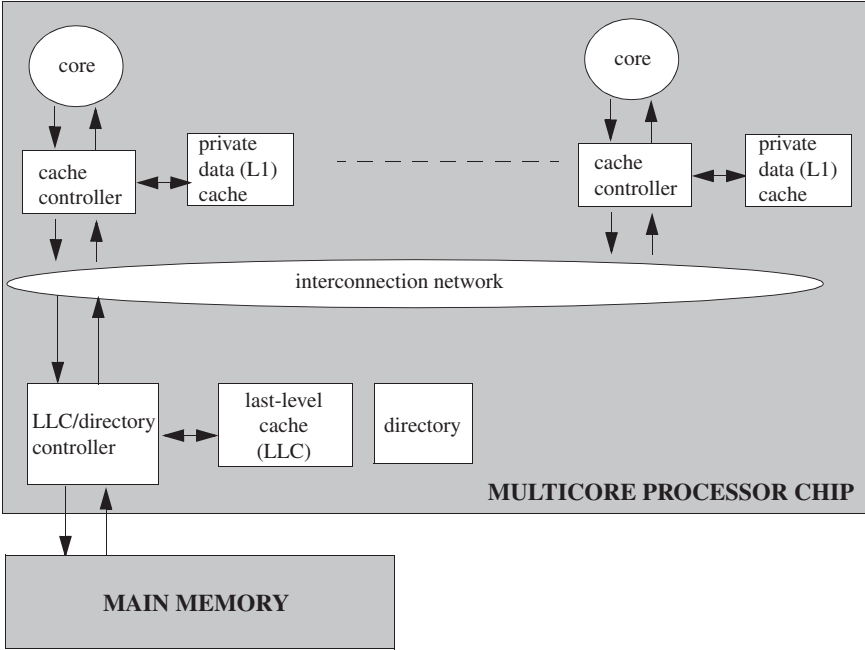 core
core
cache
controller
private
data (L1)
cache
cache
controller
private
data (L1)
cache
interconnection network
LLC/directory
controller
last-level
cache
(LLC)
directory
MULTICORE PROCESSOR CHIP
MAIN MEMORY